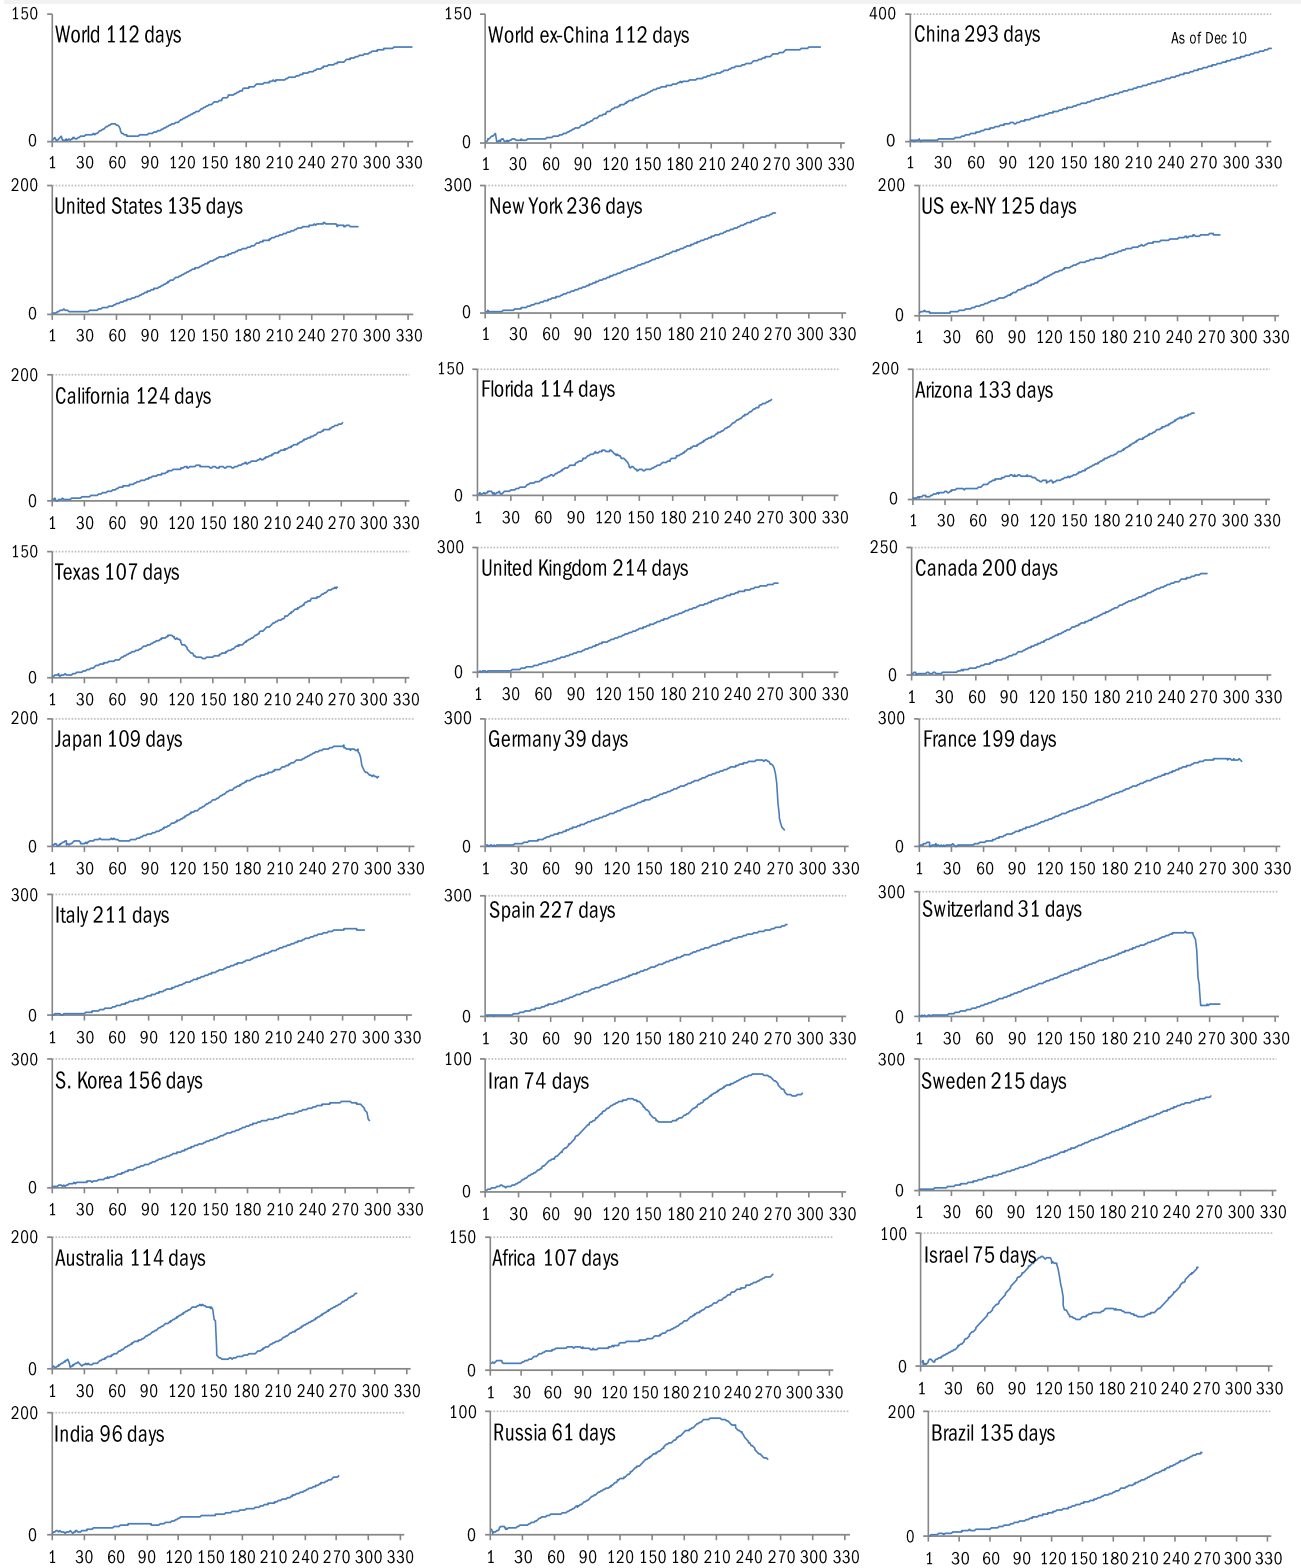 150
World 112 days
0
1 30 60 90 120 150 180 210 240 270 300 330
150
World ex-China 112 days
0
1 30 60 90 120 150 180 210 240 270 300 330
400
China 293 days
As of Dec 10
0
1 30 60 90 120 150 180 210 240 270 300 330
200
United States 135 days
0
1 30 60 90 120 150 180 210 240 270 300 330
300
New York 236 days
0
1 30 60 90 120 150 180 210 240 270 300 330
200
US ex-NY 125 days
0
1 30 60 90 120 150 180 210 240 270 300 330
200
California 124 days
0
1 30 60 90 120 150 180 210 240 270 300 330
150
Florida 114 days
0
1 30 60 90 120 150 180 210 240 270 300 330
200
Arizona 133 days
0
1 30 60 90 120 150 180 210 240 270 300 330
150
Texas 107 days
0
1 30 60 90 120 150 180 210 240 270 300 330
300
United Kingdom 214 days
0
1 30 60 90 120 150 180 210 240 270 300 330
250
Canada 200 days
0
1 30 60 90 120 150 180 210 240 270 300 330
200
Japan 109 days
0
1 30 60 90 120 150 180 210 240 270 300 330
300
Germany 39 days
0
1 30 60 90 120 150 180 210 240 270 300 330
300
France 199 days
0
1 30 60 90 120 150 180 210 240 270 300 330
300
Italy 211 days
0
1 30 60 90 120 150 180 210 240 270 300 330
300
Spain 227 days
0
1 30 60 90 120 150 180 210 240 270 300 330
300
Switzerland 31 days
0
1 30 60 90 120 150 180 210 240 270 300 330
300
S. Korea 156 days
0
1 30 60 90 120 150 180 210 240 270 300 330
100
Iran 74 days
0
1 30 60 90 120 150 180 210 240 270 300 330
300
Sweden 215 days
0
1 30 60 90 120 150 180 210 240 270 300 330
200
Australia 114 days
0
1 30 60 90 120 150 180 210 240 270 300 330
150
Africa 107 days
0
1 30 60 90 120 150 180 210 240 270 300 330
100
Israel 75 days
0
1 30 60 90 120 150 180 210 240 270 300 330
200
India 96 days
0
1 30 60 90 120 150 180 210 240 270 300 330
100
Russia 61 days
0
1 30 60 90 120 150 180 210 240 270 300 330
200
Brazil 135 days
0
1 30 60 90 120 150 180 210 240 270 300 330